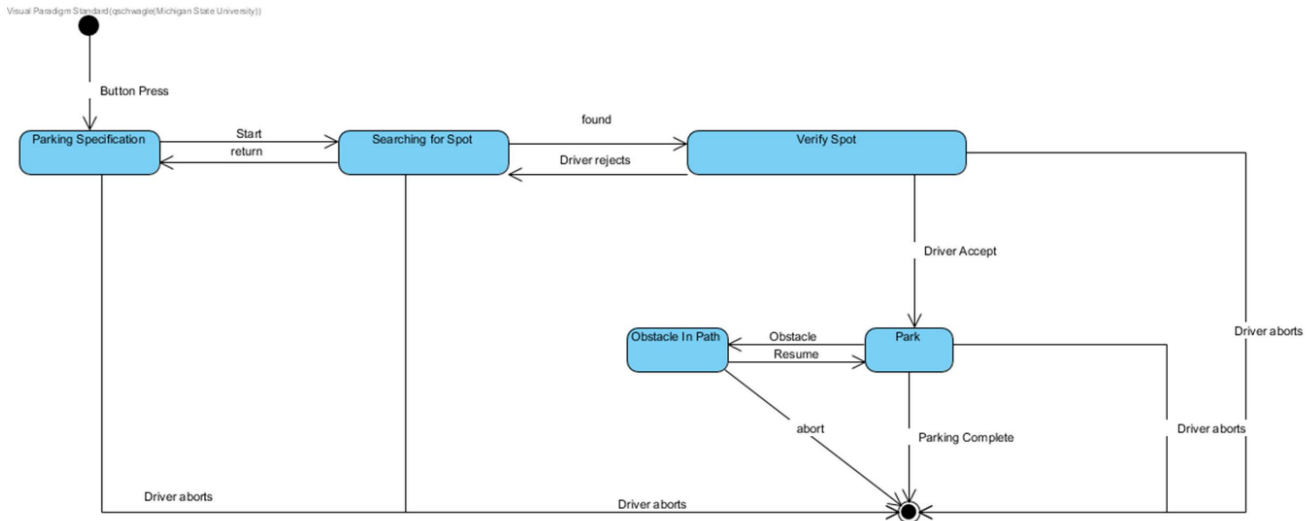 Visual Paradigm Standard(qschwagle(Michigan State University))
Button Press
Parking Specification
Start
return
Searching for Spot
found
Driver rejects
Verify Spot
Driver Accept
Driver aborts
Obstacle In Path
Obstacle
Resume
Park
abort
Parking Complete
Driver aborts
Driver aborts
Driver aborts